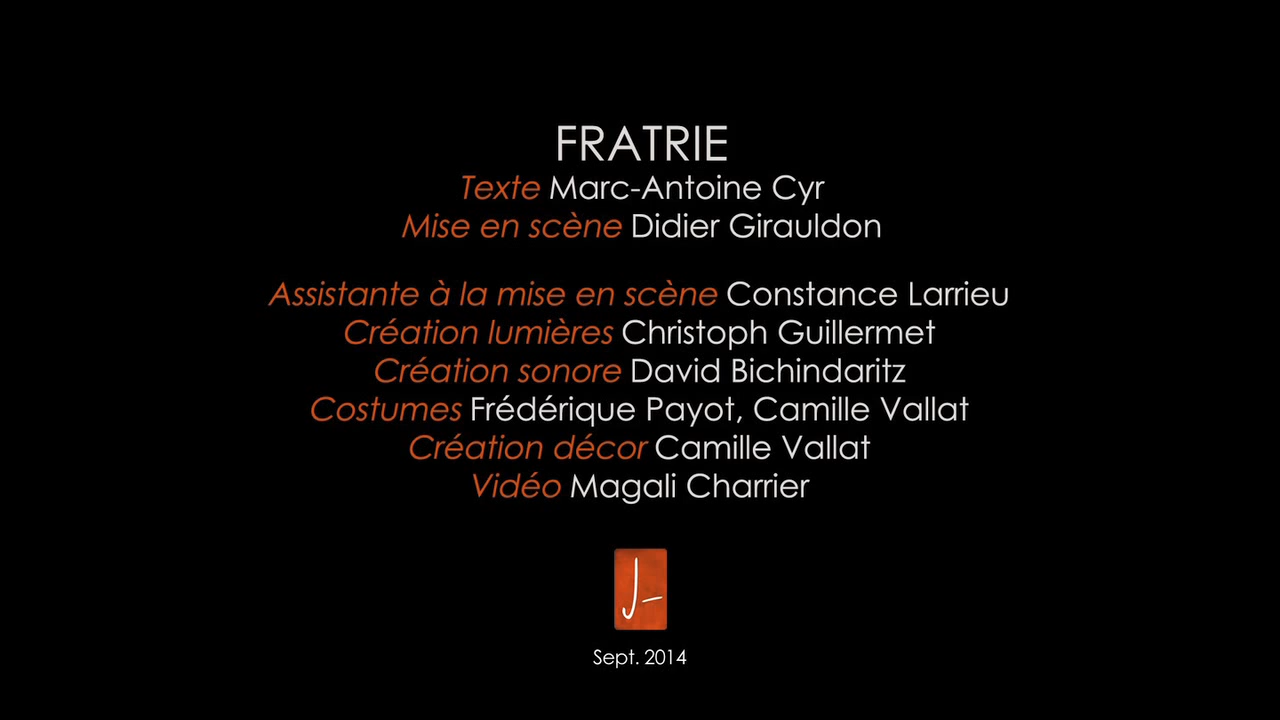 FRATRIE
Texte Marc-Antoine Cyr
Mise en scène Didier Girauldon
Assistante à la mise en scène Constance Larrieu
Création lumières Christoph Guillermet
Création sonore David Bichindaritz
Costumes Frédérique Payot, Camille Vallat
Création décor Camille Vallat
Vidéo Magali Charrier
J-
Sept. 2014